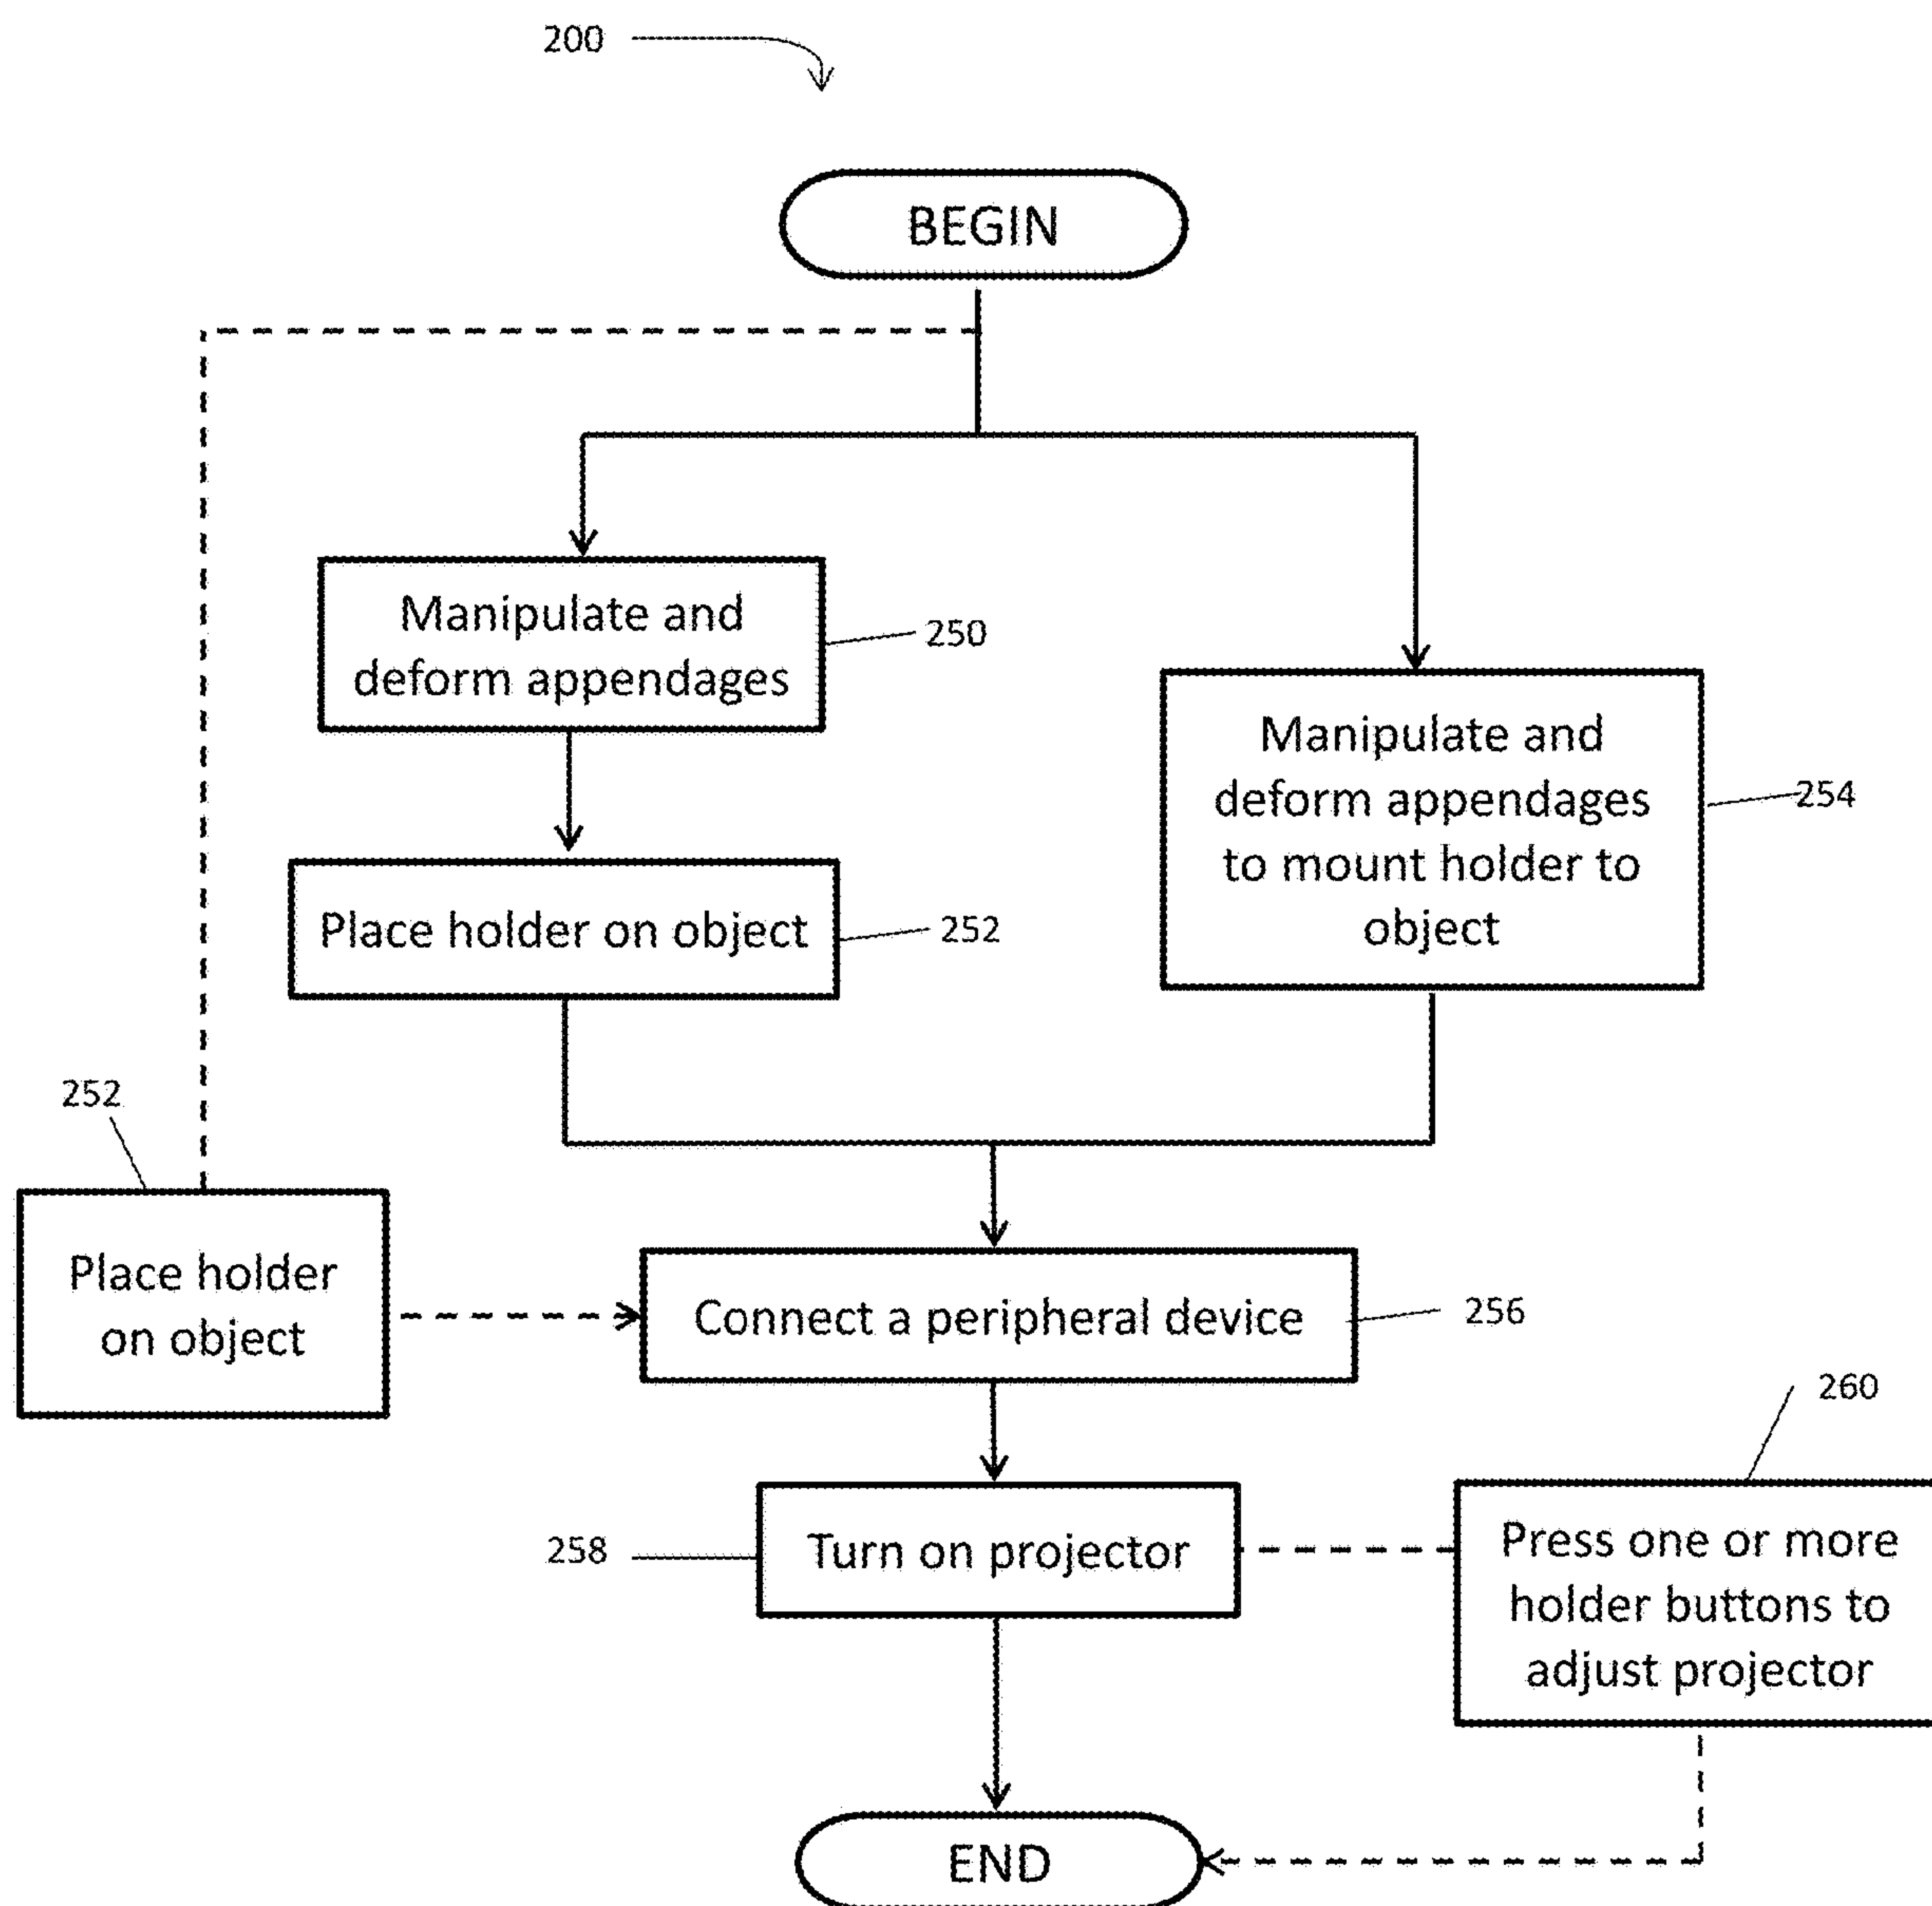 200
BEGIN
Manipulate and
deform appendages
250
Manipulate and
deform appendages
to mount holder to
object
254
Place holder on object
252
252
Place holder
on object
Connect a peripheral device
256
260
258
Turn on projector
Press one or more
holder buttons to
adjust projector
END